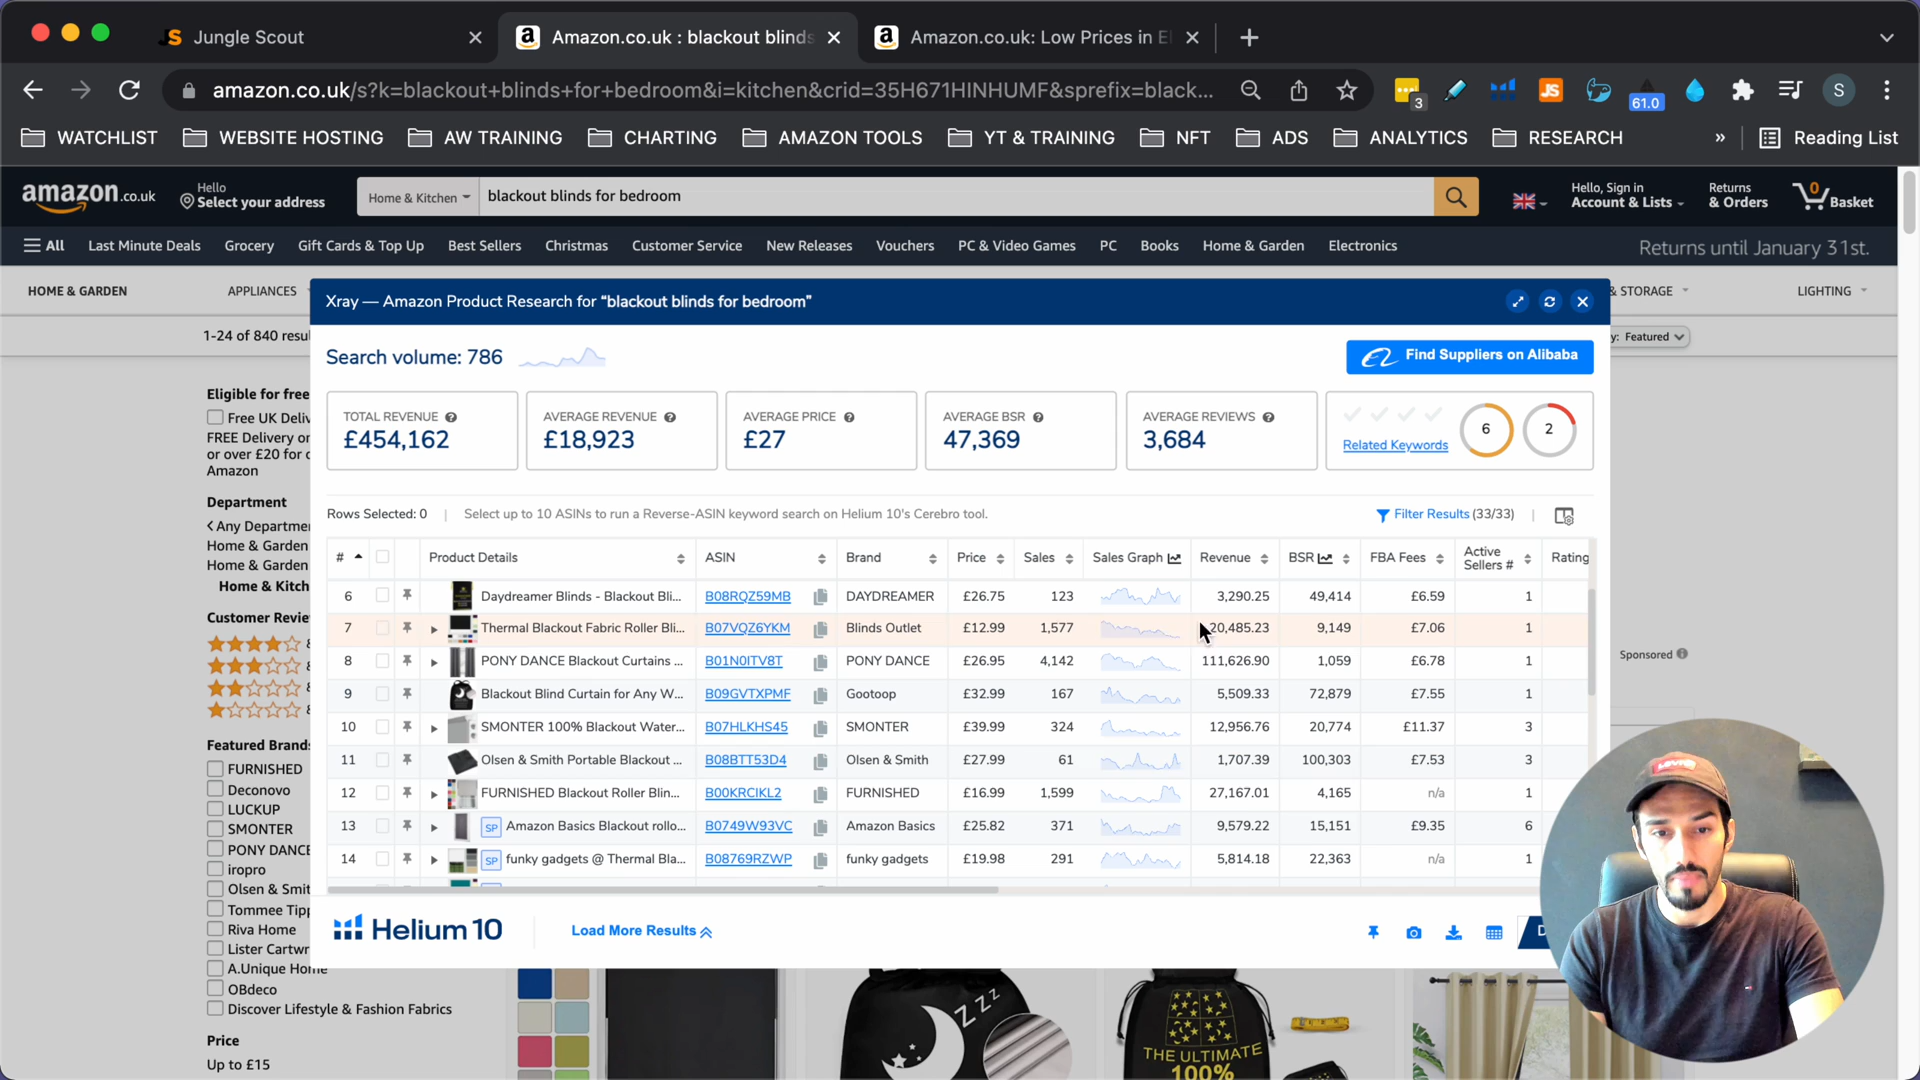 Jungle Scout
Amazon.co.uk : blackout blinds
Amazon.co.uk: Low Prices in El
amazon.co.uk/s?k=blackout+blinds+for+bedroom&i=kitchen&crid=35H671HINHUMF&sprefix=black...
3
JS
61.0
S
WATCHLIST
WEBSITE HOSTING
AW TRAINING
CHARTING
AMAZON TOOLS
YT & TRAINING
NFT
ADS
ANALYTICS
RESEARCH
»
Reading List
amazon.co.uk
Hello
Select your address
Home & Kitchen
blackout blinds for bedroom
Hello, Sign in
Account & Lists
Returns
& Orders
0
Basket
All
Last Minute Deals
Grocery
Gift Cards & Top Up
Best Sellers
Christmas
Customer Service
New Releases
Vouchers
PC & Video Games
PC
Books
Home & Garden
Electronics
Returns until January 31st.
HOME & GARDEN
APPLIANCES
& STORAGE
LIGHTING
Xray — Amazon Product Research for “blackout blinds for bedroom”
1-24 of 840 resul
y: Featured
Search volume: 786
Find Suppliers on Alibaba
TOTAL REVENUE
£454,162
AVERAGE REVENUE
£18,923
AVERAGE PRICE
£27
AVERAGE BSR
47,369
AVERAGE REVIEWS
3,684
Related Keywords
6
2
Rows Selected: 0
Select up to 10 ASINs to run a Reverse-ASIN keyword search on Helium 10's Cerebro tool.
Filter Results (33/33)
# Product Details ASIN Brand Price Sales Sales Graph Revenue BSR FBA Fees Active Sellers # Rating
6 Daydreamer Blinds - Blackout Bli... B08RQZ59MB DAYDREAMER £26.75 123 3,290.25 49,414 £6.59 1
7 Thermal Blackout Fabric Roller Bli... B07VQZ6YKM Blinds Outlet £12.99 1,577 20,485.23 9,149 £7.06 1
8 PONY DANCE Blackout Curtains ... B01N0ITV8T PONY DANCE £26.95 4,142 111,626.90 1,059 £6.78 1
9 Blackout Blind Curtain for Any W... B09GVTXPMF Gootoop £32.99 167 5,509.33 72,879 £7.55 1
10 SMONTER 100% Blackout Water... B07HLKHS45 SMONTER £39.99 324 12,956.76 20,774 £11.37 3
11 Olsen & Smith Portable Blackout ... B08BTT53D4 Olsen & Smith £27.99 61 1,707.39 100,303 £7.53 3
12 FURNISHED Blackout Roller Blin... B00KRCIKL2 FURNISHED £16.99 1,599 27,167.01 4,165 n/a 1
13 SP Amazon Basics Blackout rollo... B0749W93VC Amazon Basics £25.82 371 9,579.22 15,151 £9.35 6
14 SP funky gadgets @ Thermal Bla... B08769RZWP funky gadgets £19.98 291 5,814.18 22,363 n/a 1
Helium 10
Load More Results
D
Eligible for free
Free UK Deliv
FREE Delivery on
or over £20 for d
Amazon
Department
Any Departmen
Home & Garden
Home & Garden
Home & Kitch
Customer Revie
Featured Brands
FURNISHED
Deconovo
LUCKUP
SMONTER
PONY DANCE
iropro
Olsen & Smit
Tommee Tipp
Riva Home
Lister Cartwr
A.Unique Home
OBdeco
Discover Lifestyle & Fashion Fabrics
Price
Up to £15
Sponsored
ZZZ
THE ULTIMATE
100%